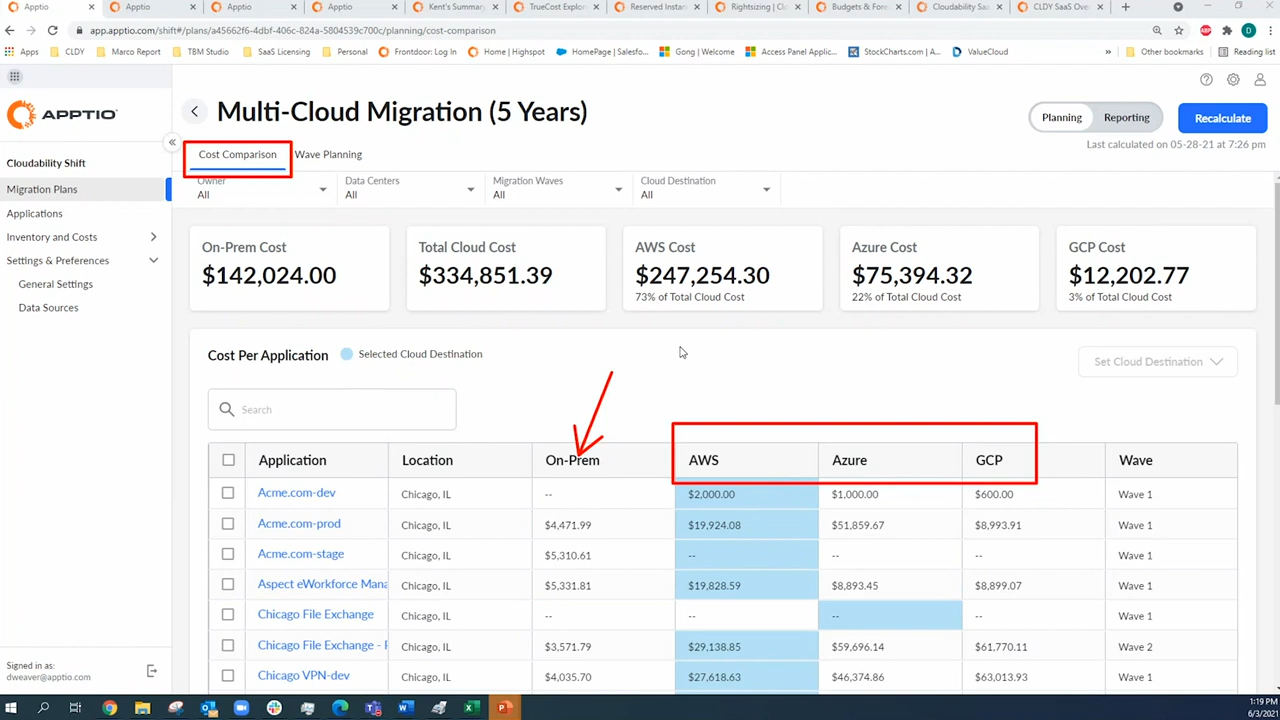 Apptio
Apptio
Apptio
Apptio
Kent's Summary
TrueCost Explor
Reserved Instan
Rightsizing | Clo
Budgets & Fore
Cloudability Saa
CLDY SaaS Over
app.apptio.com/shift#/plans/a45662f6-4dbf-406c-824a-5804539c700c/planning/cost-comparison
Apps
CLDY
Marco Report
TBM Studio
SaaS Licensing
Personal
Frontdoor: Log In
Home | Highspot
HomePage | Salesfo...
Gong | Welcome
Access Panel Applic...
StockCharts.com | A...
ValueCloud
Other bookmarks
Reading list
APPTIO
Multi-Cloud Migration (5 Years)
Planning
Reporting
Recalculate
Last calculated on 05-28-21 at 7:26 pm
Cost Comparison
Wave Planning
Cloudability Shift
Migration Plans
Applications
Inventory and Costs
Settings & Preferences
General Settings
Data Sources
Owner
All
Data Centers
All
Migration Waves
All
Cloud Destination
All
On-Prem Cost
$142,024.00
Total Cloud Cost
$334,851.39
AWS Cost
$247,254.30
73% of Total Cloud Cost
Azure Cost
$75,394.32
22% of Total Cloud Cost
GCP Cost
$12,202.77
3% of Total Cloud Cost
Cost Per Application
Selected Cloud Destination
Set Cloud Destination
Search
Application Location On-Prem AWS Azure GCP Wave
Acme.com-dev Chicago, IL -- $2,000.00 $1,000.00 $600.00 Wave 1
Acme.com-prod Chicago, IL $4,471.99 $19,924.08 $51,859.67 $8,993.91 Wave 1
Acme.com-stage Chicago, IL $5,310.61 -- -- -- Wave 1
Aspect eWorkforce Mana Chicago, IL $5,331.81 $19,828.59 $8,893.45 $8,899.07 Wave 1
Chicago File Exchange Chicago, IL -- -- -- Wave 1
Chicago File Exchange - P Chicago, IL $3,571.79 $29,138.85 $59,696.14 $61,770.11 Wave 2
Chicago VPN-dev Chicago, IL $4,035.70 $27,618.63 $46,374.86 $63,013.93 Wave 1
Signed in as:
dweaver@apptio.com
1:19 PM
6/3/2021